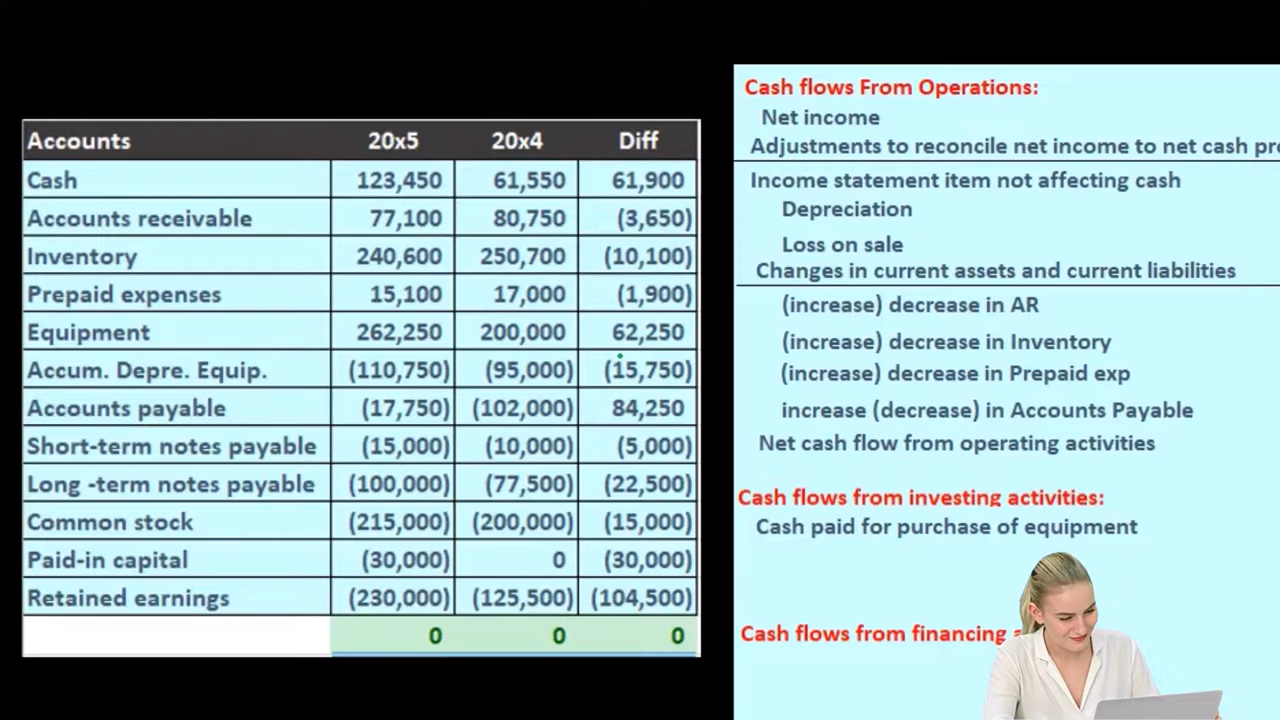 Accounts 20x5 20x4 Diff
Cash 123,450 61,550 61,900
Accounts receivable 77,100 80,750 (3,650)
Inventory 240,600 250,700 (10,100)
Prepaid expenses 15,100 17,000 (1,900)
Equipment 262,250 200,000 62,250
Accum. Depre. Equip. (110,750) (95,000) (15,750)
Accounts payable (17,750) (102,000) 84,250
Short-term notes payable (15,000) (10,000) (5,000)
Long -term notes payable (100,000) (77,500) (22,500)
Common stock (215,000) (200,000) (15,000)
Paid-in capital (30,000) 0 (30,000)
Retained earnings (230,000) (125,500) (104,500)
0 0 0
Cash flows From Operations:
Net income
Adjustments to reconcile net income to net cash
Income statement item not affecting cash
Depreciation
Loss on sale
Changes in current assets and current liabilities
(increase) decrease in AR
(increase) decrease in Inventory
(increase) decrease in Prepaid exp
increase (decrease) in Accounts Payable
Net cash flow from operating activities
Cash flows from investing activities:
Cash paid for purchase of equipment
Cash flows from financing